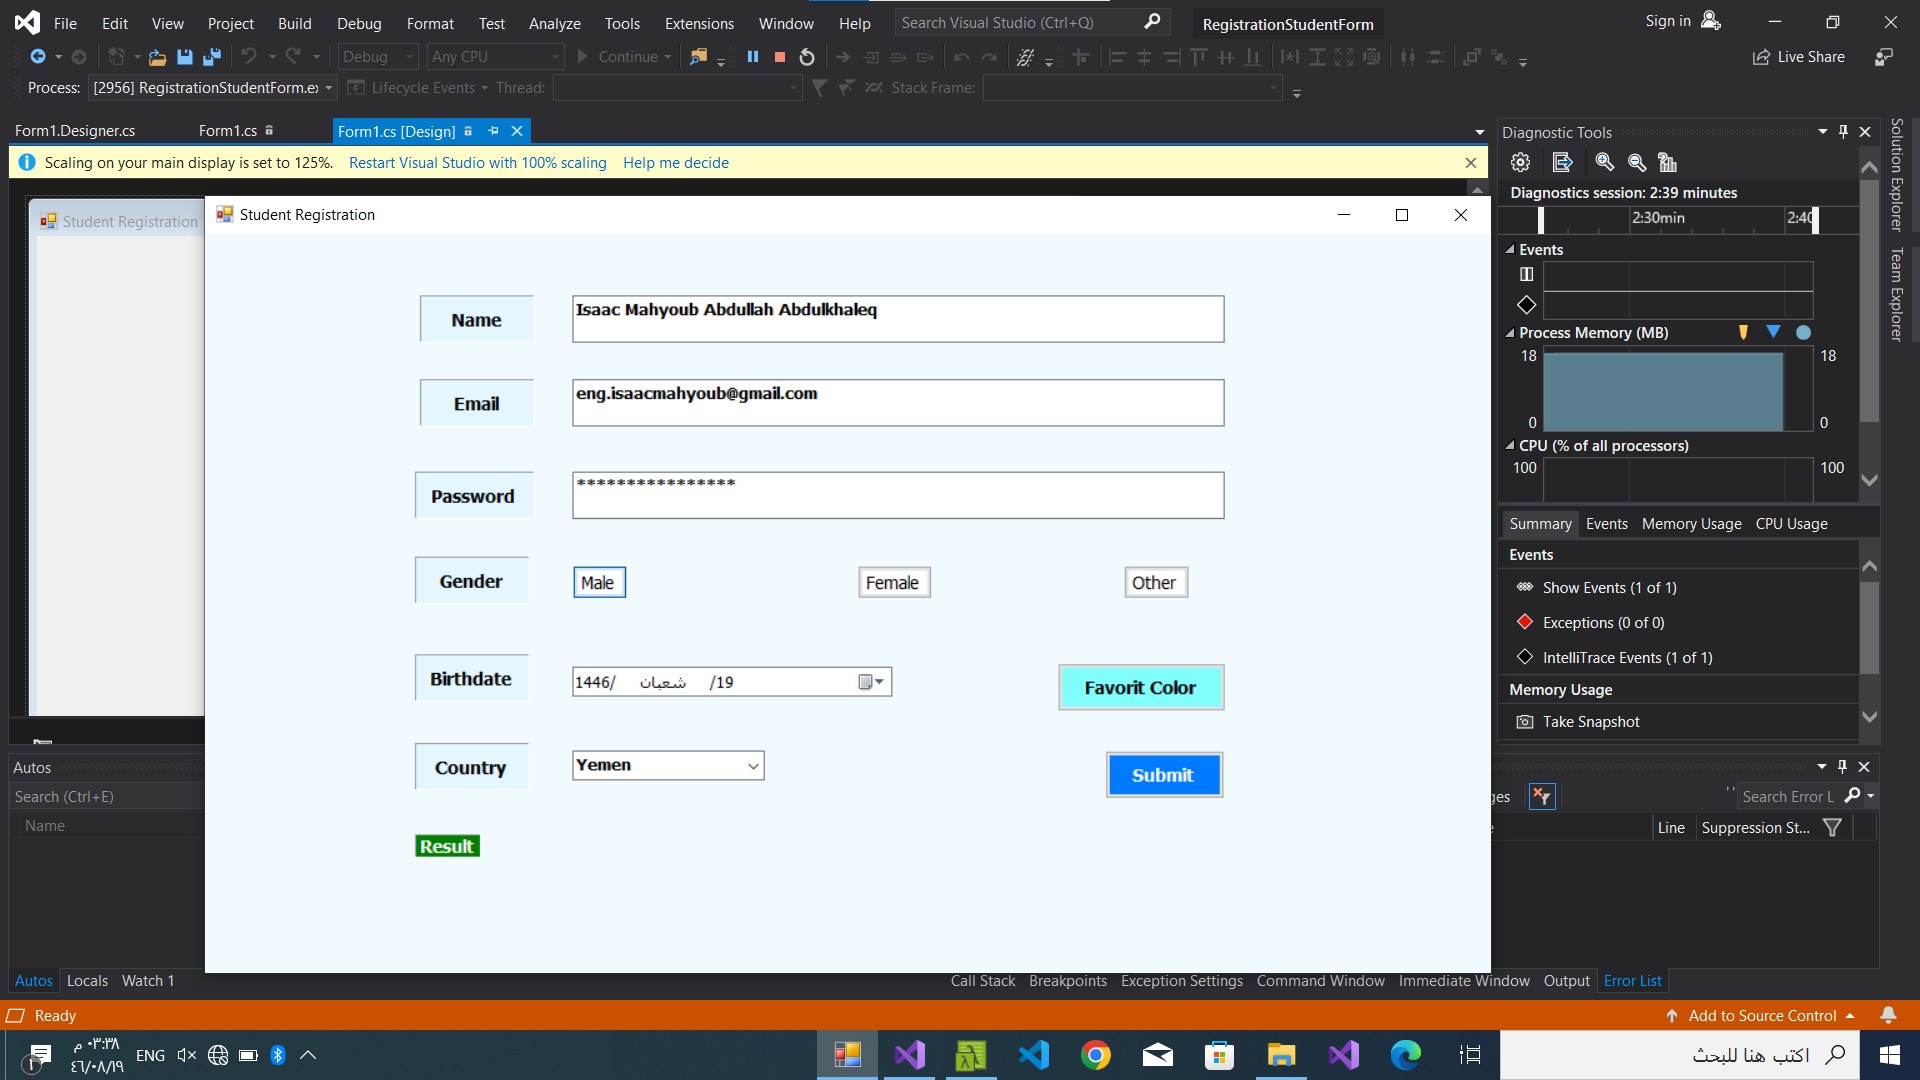 File Edit View Project Build Debug Format Test Analyze Tools Extensions Window Help Search Visual Studio (Ctrl+Q) RegistrationStudentForm Sign in
Debug Any CPU Continue Live Share
Process: [2956] RegistrationStudentForm.ex Lifecycle Events Thread: Stack Frame:
Form1.Designer.cs Form1.cs Form1.cs [Design]
Scaling on your main display is set to 125%. Restart Visual Studio with 100% scaling Help me decide
Student Registration
Student Registration
Name Isaac Mahyoub Abdullah Abdulkhaleq
Email eng.isaacmahyoub@gmail.com
Password ****************
Gender Male Female Other
Birthdate 1446/ شعبان /19 Favorit Color
Country Yemen Submit
Result
Diagnostic Tools
Diagnostics session: 2:39 minutes
2:30min 2:40
Events
Process Memory (MB)
18 18
0 0
CPU (% of all processors)
100 100
Summary Events Memory Usage CPU Usage
Events
Show Events (1 of 1)
Exceptions (0 of 0)
IntelliTrace Events (1 of 1)
Memory Usage
Take Snapshot
Solution Explorer
Team Explorer
Autos
Search (Ctrl+E)
Name
ges Search Error L
Line Suppression St...
Autos Locals Watch 1
Call Stack Breakpoints Exception Settings Command Window Immediate Window Output Error List
Ready Add to Source Control
١ ٠٣:٣٨ م ENG اكتب هنا للبحث
٤٦/٠٨/١٩